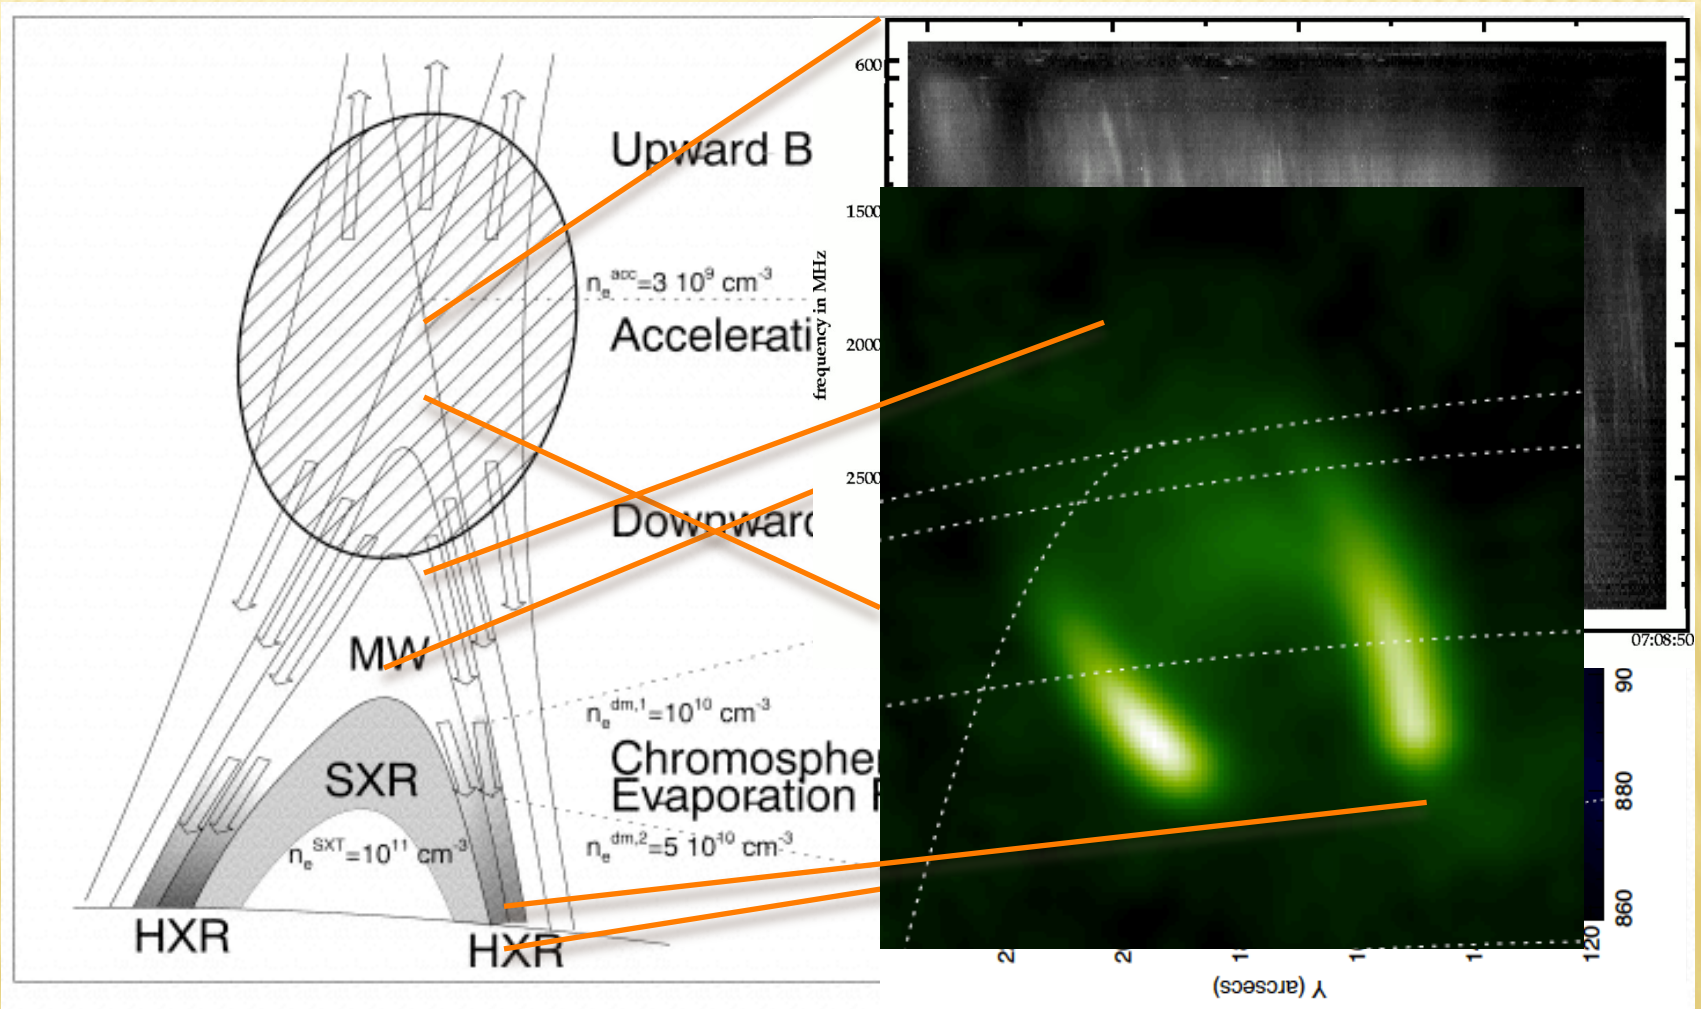 Upward B
n_e^acc=3 10^9 cm^-3
Accelerati
Downward
MW
n_e^dm,1=10^10 cm^-3
SXR
Chromosphe
Evaporation
n_e^SXT=10^11 cm^-3
n_e^dm,2=5 10^10 cm^-3
HXR
HXR
600
1500
2000
2500
frequency in MHz
07:08:50
90
880
860
120
Y (arcsecs)